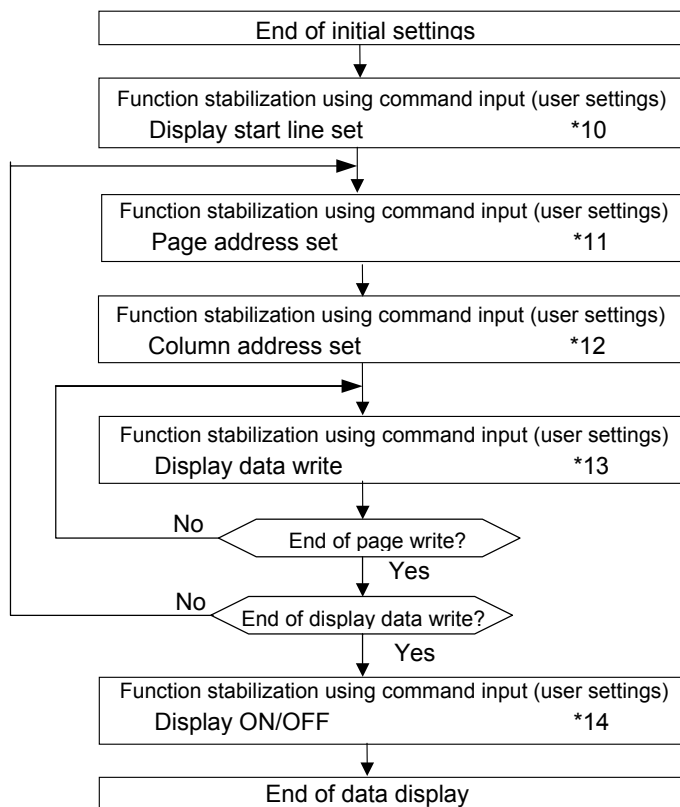 End of initial settings
Function stabilization using command input (user settings)
Display start line set *10
Function stabilization using command input (user settings)
Page address set *11
Function stabilization using command input (user settings)
Column address set *12
Function stabilization using command input (user settings)
Display data write *13
No
End of page write?
Yes
No
End of display data write?
Yes
Function stabilization using command input (user settings)
Display ON/OFF *14
End of data display